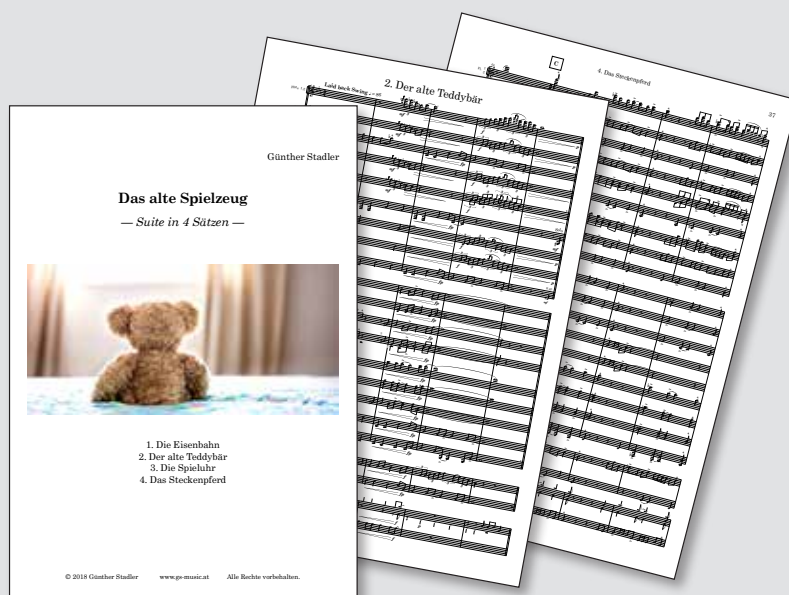 Günther Stadler
Das alte Spielzeug
— Suite in 4 Sätzen —
1. Die Eisenbahn
2. Der alte Teddybär
3. Die Spieluhr
4. Das Steckenpferd
© 2018 Günther Stadler www.gs-music.at Alle Rechte vorbehalten.
2. Der alte Teddybär
Laid back Swing
4. Das Steckenpferd
C
37